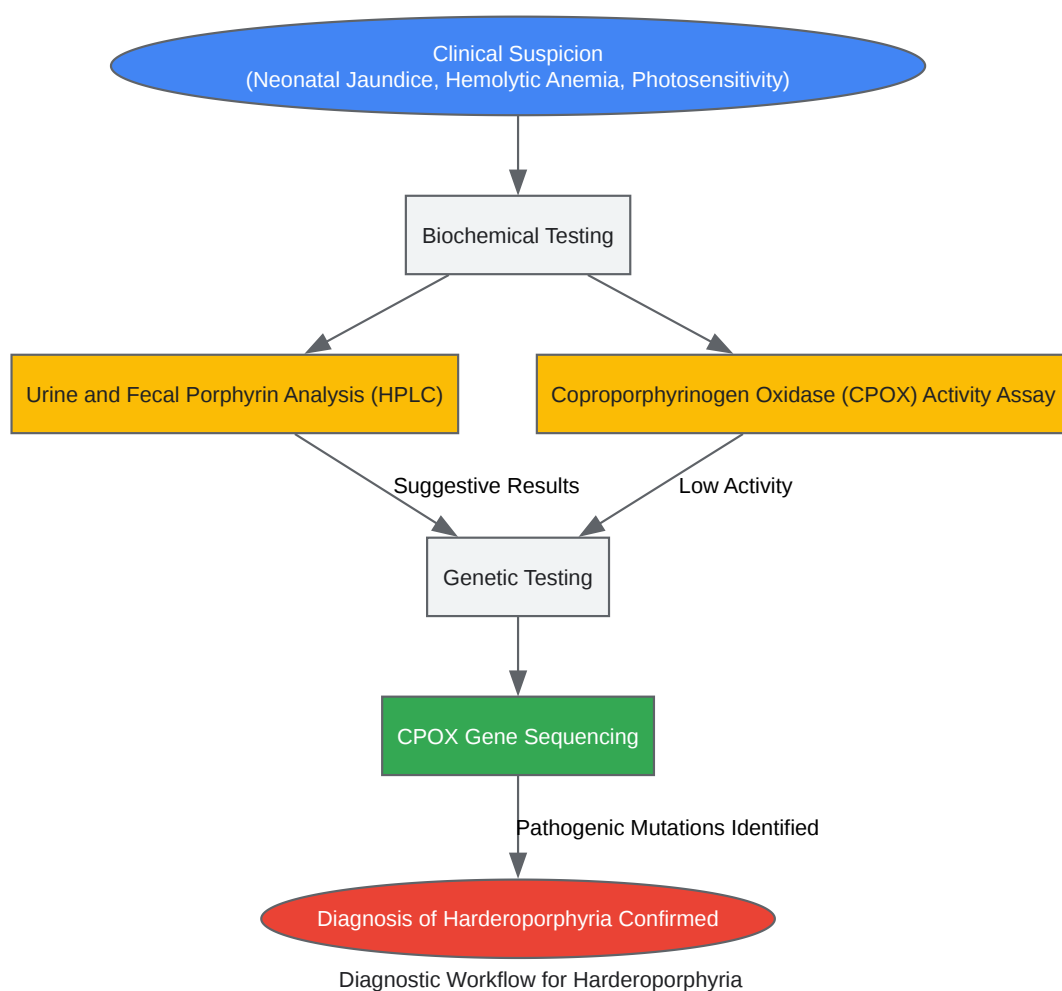 Clinical Suspicion
(Neonatal Jaundice, Hemolytic Anemia, Photosensitivity)
Biochemical Testing
Urine and Fecal Porphyrin Analysis (HPLC)
Coproporphyrinogen Oxidase (CPOX) Activity Assay
Suggestive Results
Low Activity
Genetic Testing
CPOX Gene Sequencing
Pathogenic Mutations Identified
Diagnosis of Harderoporphyria Confirmed
Diagnostic Workflow for Harderoporphyria